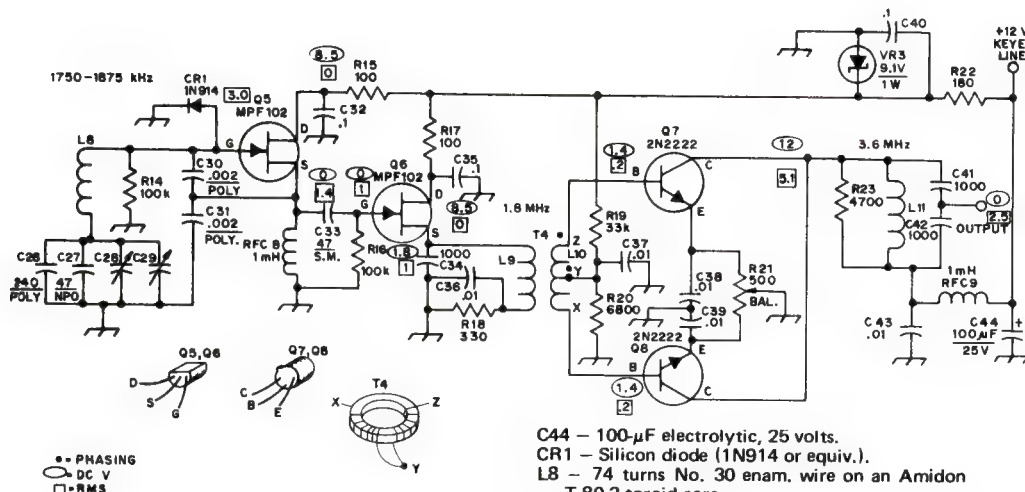 1750-1875 kHz
CR1
1N914
3.0
Q5
MPF102
8.5
0
R15
100
C32
.1
L8
R14
100k
C30
.002
POLY
C31
.002
POLY.
G
D
S
C26
240
POLY
C27
47
NPO
C28
C29
RFC 8
1mH
0
1.4
C33
47
S.M.
0
1
R16
100k
Q6
MPF102
G
D
S
R17
100
C35
.1
8.5
0
1.8
1
1000
C34
C36
.01
R18
330
1.8 MHz
L9
T4
L10
Z
Y
X
R19
33k
C37
.01
R20
6800
1.4
.2
B
Q7
2N2222
C
E
C38
.01
C39
.01
R21
500
BAL.
2N2222
Q8
E
B
C
1.4
.2
12
5.1
3.6 MHz
R23
4700
L11
C41
1000
C42
1000
0
2.5
OUTPUT
1mH
RFC9
C43
.01
C44
100µF
25V
+
.1
C40
VR3
9.1V
1W
R22
180
+12 V
KEYED
LINE
Q5,Q6
D
S
G
Q7,Q8
C
B
E
T4
X
Z
Y
• = PHASING
= DC V
= RMS
C44 – 100-µF electrolytic, 25 volts.
CR1 – Silicon diode (1N914 or equiv.).
L8 – 74 turns No. 30 enam. wire on an Amidon
T-80-2 toroid core